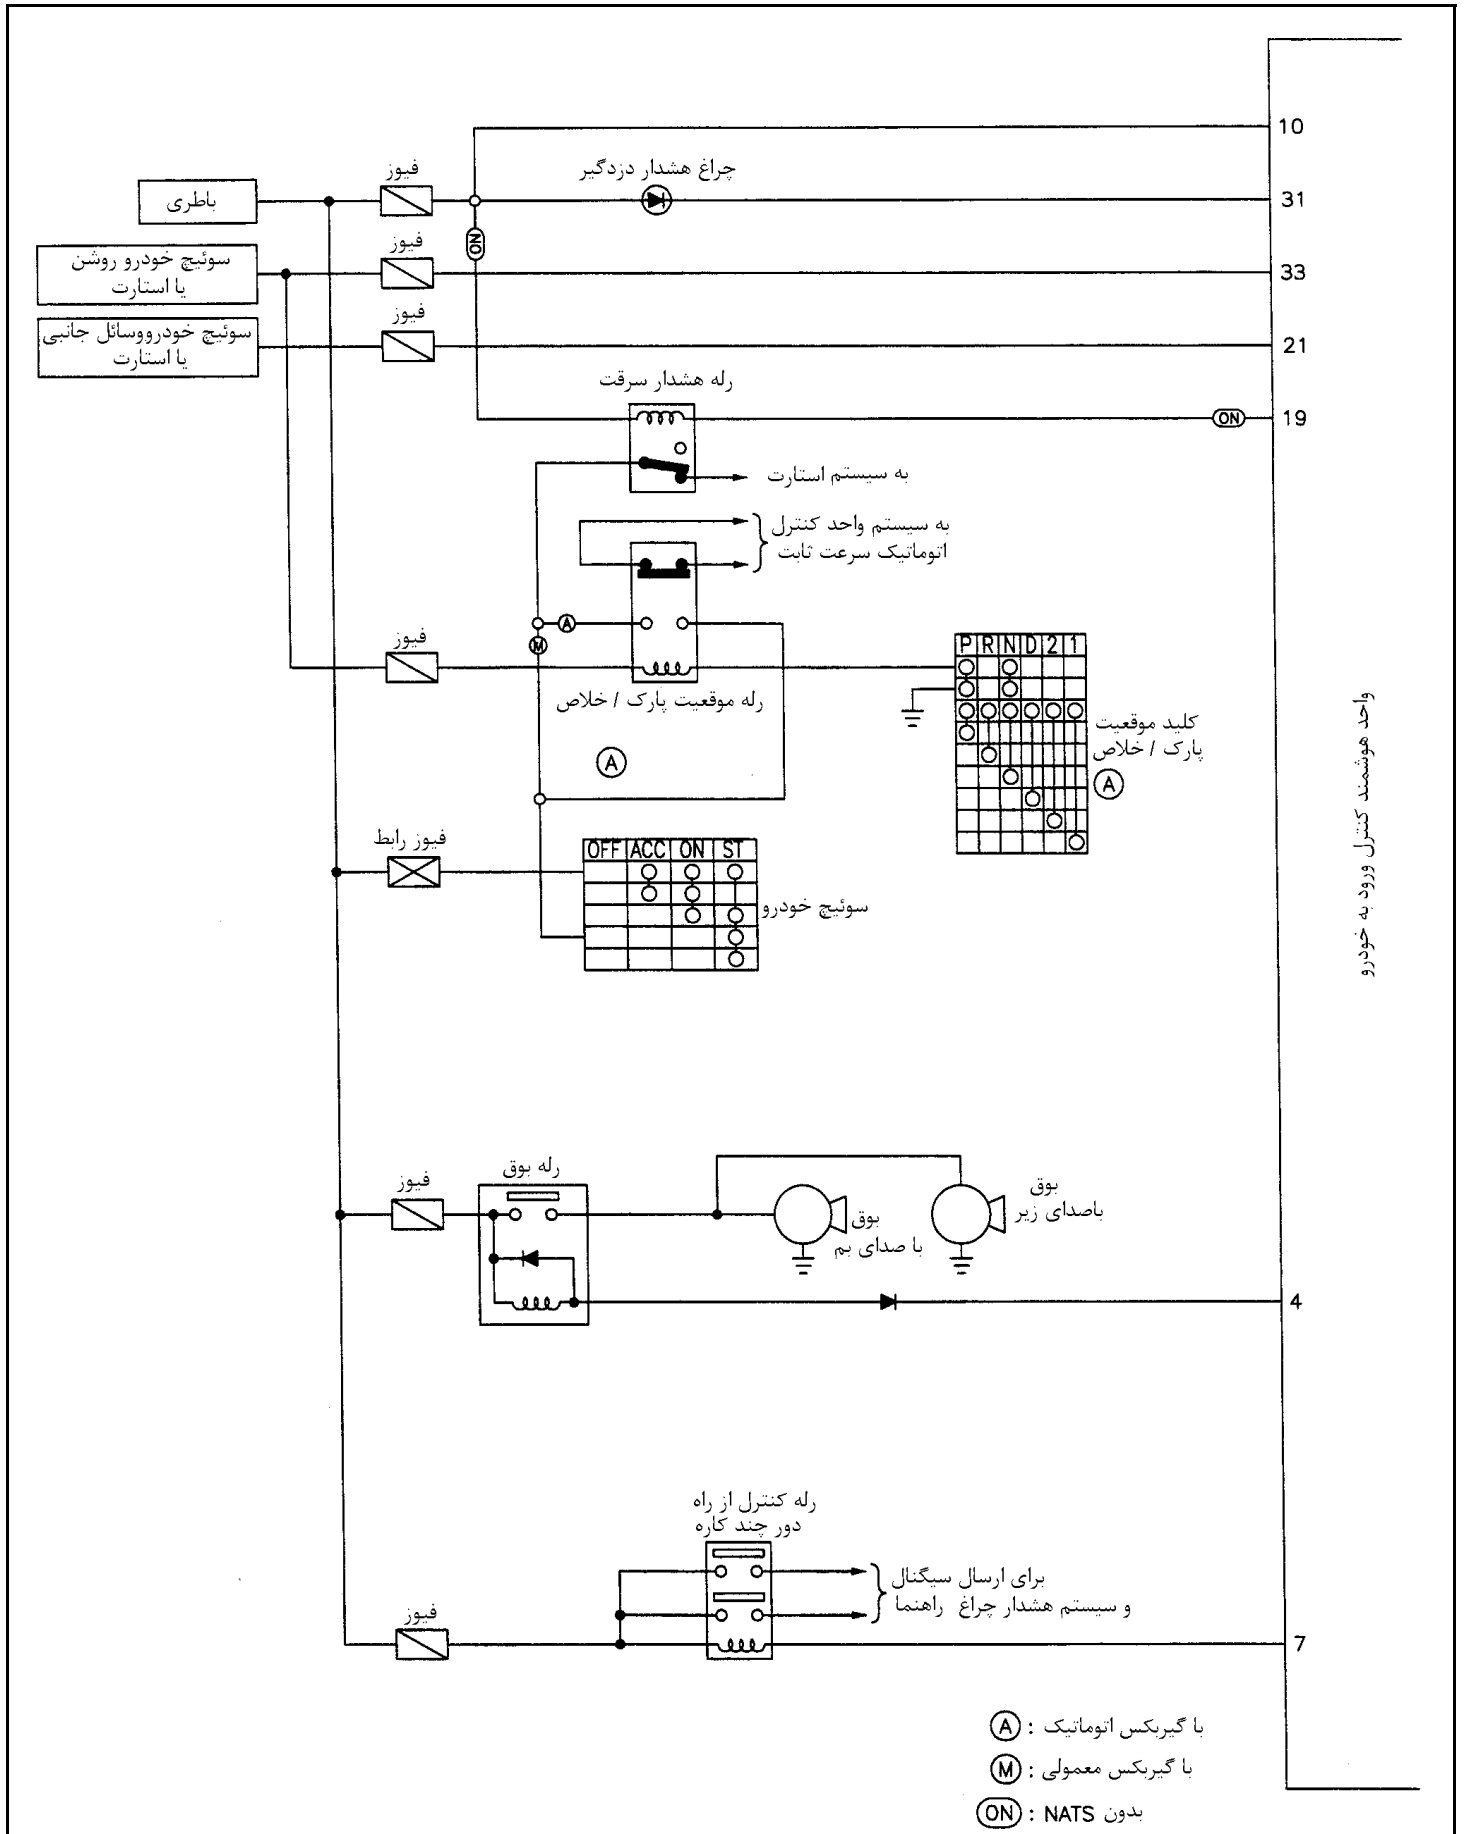 10
چراغ هشدار دزدگیر
فیوز
باطری
31
فیوز
ON
سوئیچ خودرو روشن
یا استارت
33
فیوز
سوئیچ خودرووسائل جانبی
یا استارت
21
رله هشدار سرقت
ON
19
به سیستم استارت
به سیستم واحد کنترل
اتوماتیک سرعت ثابت
A
M
فیوز
P R N D 2 1
رله موقعیت پارک / خلاص
کلید موقعیت
پارک / خلاص
A
A
واحد هوشمند کنترل ورود به خودرو
فیوز رابط
OFF ACC ON ST
سوئیچ خودرو
رله بوق
فیوز
بوق
باصدای زیر
بوق
با صدای بم
4
رله کنترل از راه
دور چند کاره
برای ارسال سیگنال
و سیستم هشدار چراغ راهنما
فیوز
7
A : با گیربکس اتوماتیک
M : با گیربکس معمولی
ON : بدون NATS